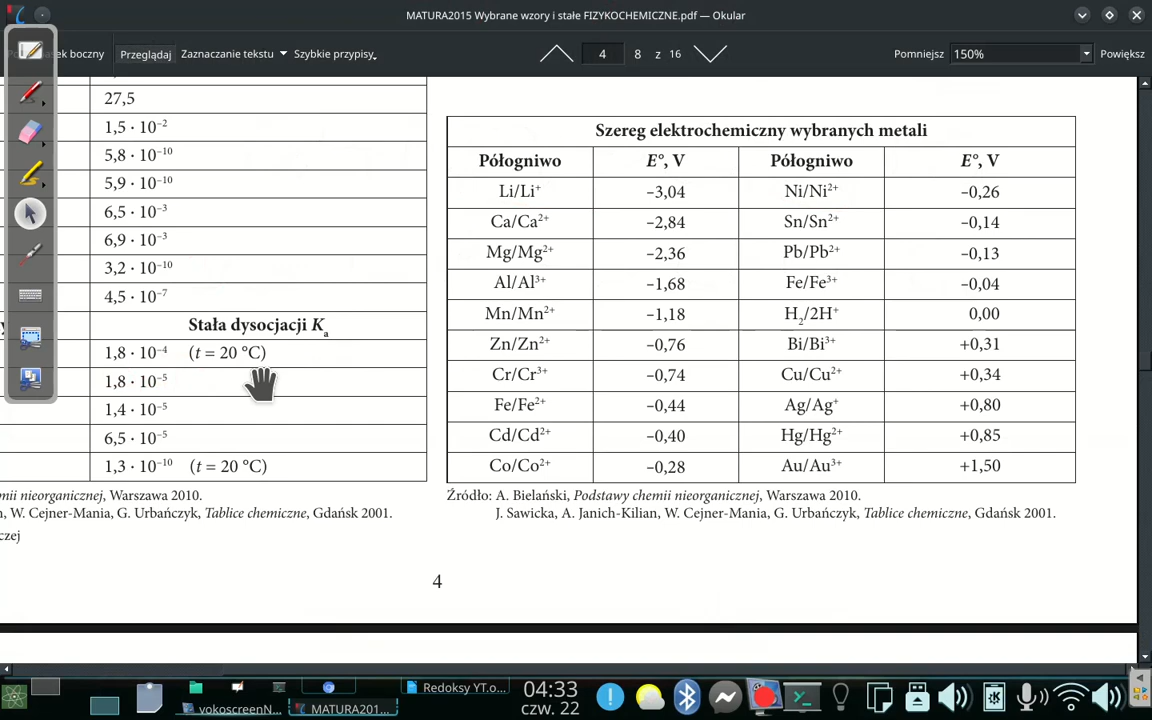 MATURA2015 Wybrane wzory i stałe FIZYKOCHEMICZNE.pdf — Okular
ek boczny Przeglądaj Zaznaczanie tekstu Szybkie przypisy 4 8 z 16 Pomniejsz 150% Powiększ
27,5
1,5 · 10⁻²
5,8 · 10⁻¹⁰
5,9 · 10⁻¹⁰
6,5 · 10⁻³
6,9 · 10⁻³
3,2 · 10⁻¹⁰
4,5 · 10⁻⁷
Stała dysocjacji Kₐ
1,8 · 10⁻⁴ (t = 20 °C)
1,8 · 10⁻⁵
1,4 · 10⁻⁵
6,5 · 10⁻⁵
1,3 · 10⁻¹⁰ (t = 20 °C)
mii nieorganicznej, Warszawa 2010.
n, W. Cejner-Mania, G. Urbańczyk, Tablice chemiczne, Gdańsk 2001.
czej
Szereg elektrochemiczny wybranych metali
Półogniwo E°, V Półogniwo E°, V
Li/Li⁺ –3,04 Ni/Ni²⁺ –0,26
Ca/Ca²⁺ –2,84 Sn/Sn²⁺ –0,14
Mg/Mg²⁺ –2,36 Pb/Pb²⁺ –0,13
Al/Al³⁺ –1,68 Fe/Fe³⁺ –0,04
Mn/Mn²⁺ –1,18 H₂/2H⁺ 0,00
Zn/Zn²⁺ –0,76 Bi/Bi³⁺ +0,31
Cr/Cr³⁺ –0,74 Cu/Cu²⁺ +0,34
Fe/Fe²⁺ –0,44 Ag/Ag⁺ +0,80
Cd/Cd²⁺ –0,40 Hg/Hg²⁺ +0,85
Co/Co²⁺ –0,28 Au/Au³⁺ +1,50
Źródło: A. Bielański, Podstawy chemii nieorganicznej, Warszawa 2010.
J. Sawicka, A. Janich-Kilian, W. Cejner-Mania, G. Urbańczyk, Tablice chemiczne, Gdańsk 2001.
4
Redoksy YT.o...
vokoscreenN...
MATURA201...
04:33
czw. 22